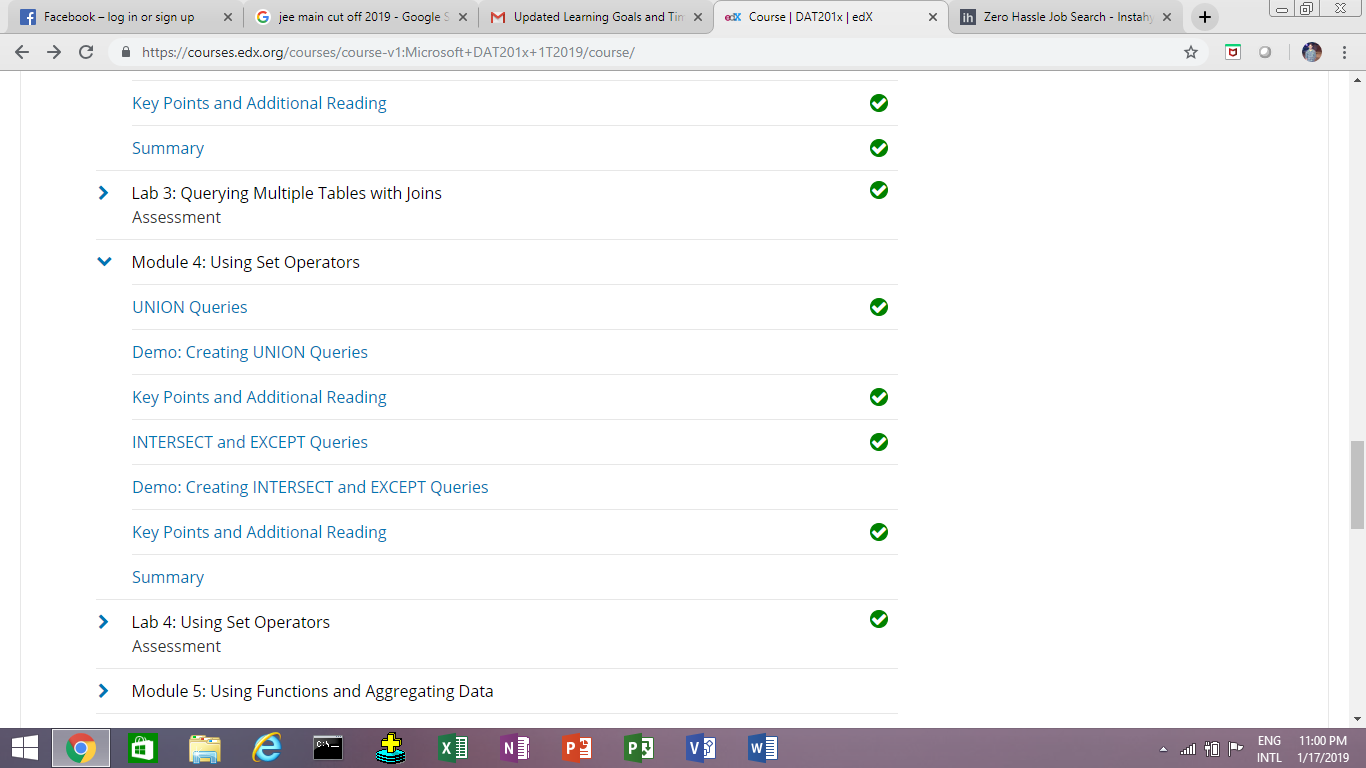 Facebook – log in or sign up
jee main cut off 2019 - Google S
Updated Learning Goals and Tim
edX Course | DAT201x | edX
ih Zero Hassle Job Search - Instahy
https://courses.edx.org/courses/course-v1:Microsoft+DAT201x+1T2019/course/
Key Points and Additional Reading
Summary
Lab 3: Querying Multiple Tables with Joins
Assessment
Module 4: Using Set Operators
UNION Queries
Demo: Creating UNION Queries
Key Points and Additional Reading
INTERSECT and EXCEPT Queries
Demo: Creating INTERSECT and EXCEPT Queries
Key Points and Additional Reading
Summary
Lab 4: Using Set Operators
Assessment
Module 5: Using Functions and Aggregating Data
ENG 11:00 PM
INTL 1/17/2019